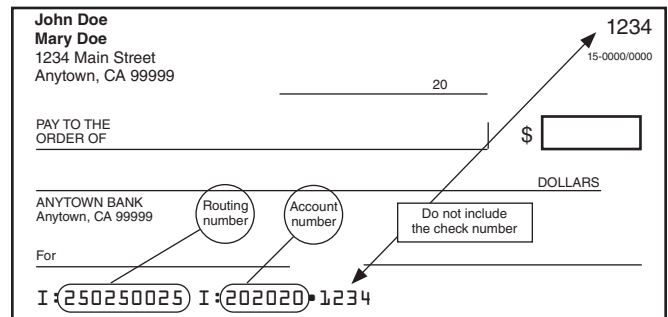 John Doe
1234
Mary Doe
1234 Main Street
15-0000/0000
Anytown, CA 99999
20
PAY TO THE
ORDER OF
$
DOLLARS
ANYTOWN BANK
Anytown, CA 99999
Routing
number
Account
number
Do not include
the check number
For
I:250250025 I:202020 1234